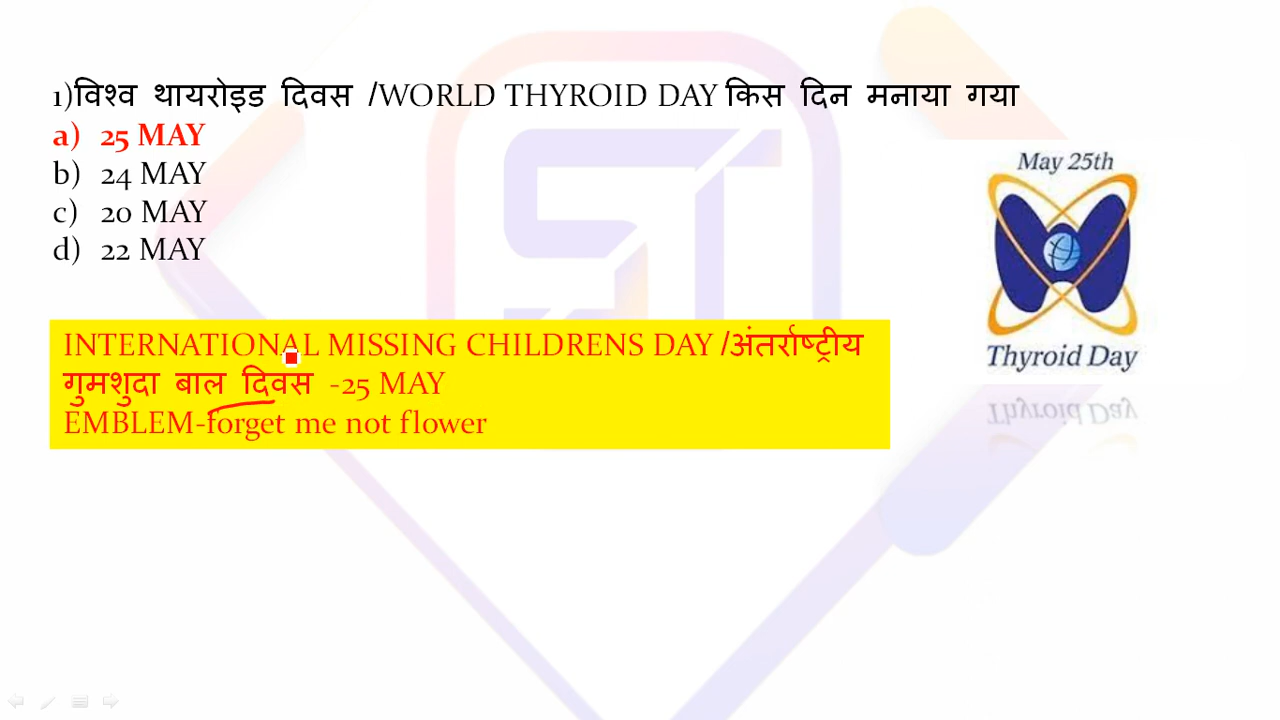 1)विश्व थायरोइड दिवस /WORLD THYROID DAY किस दिन मनाया गया
a) 25 MAY
b) 24 MAY
c) 20 MAY
d) 22 MAY
May 25th
Thyroid Day
INTERNATIONAL MISSING CHILDRENS DAY /अंतर्राष्ट्रीय
गुमशुदा बाल दिवस -25 MAY
EMBLEM-forget me not flower